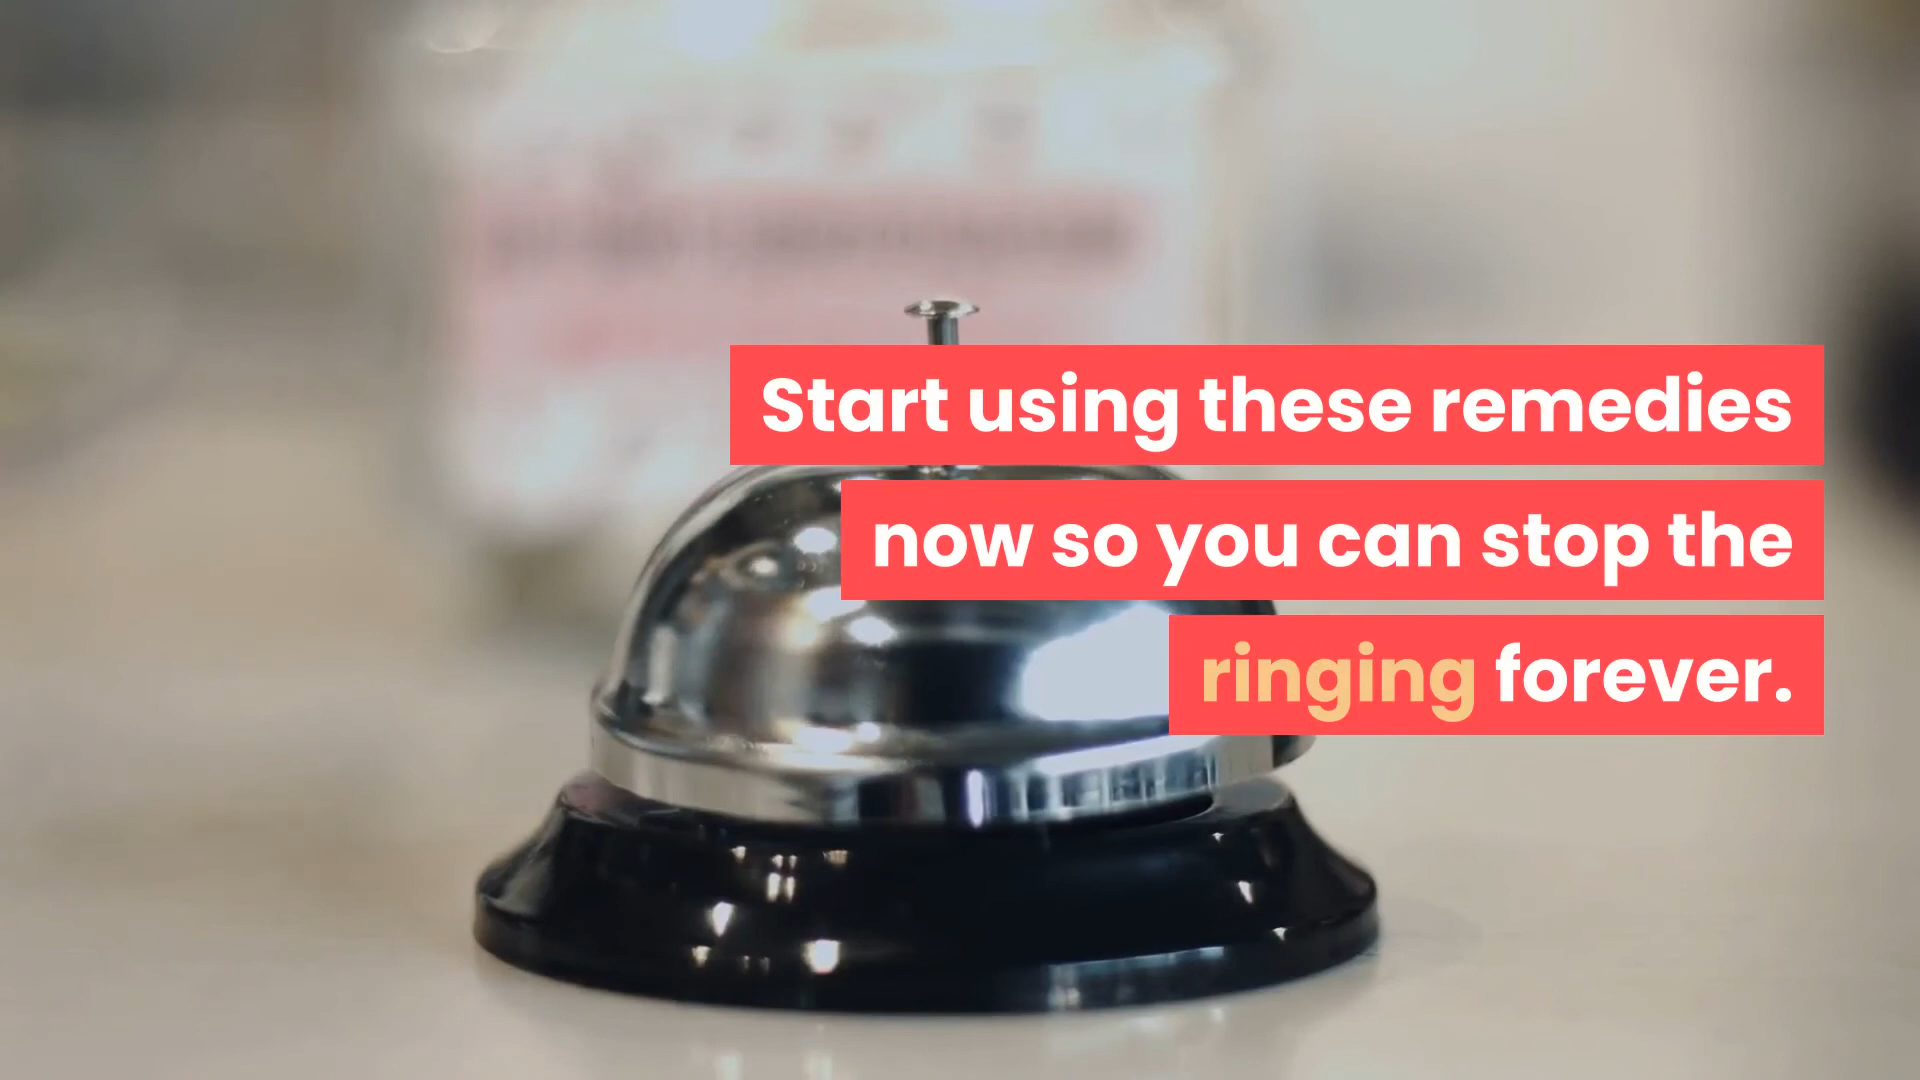 Start using these remedies
now so you can stop the
ringing forever.